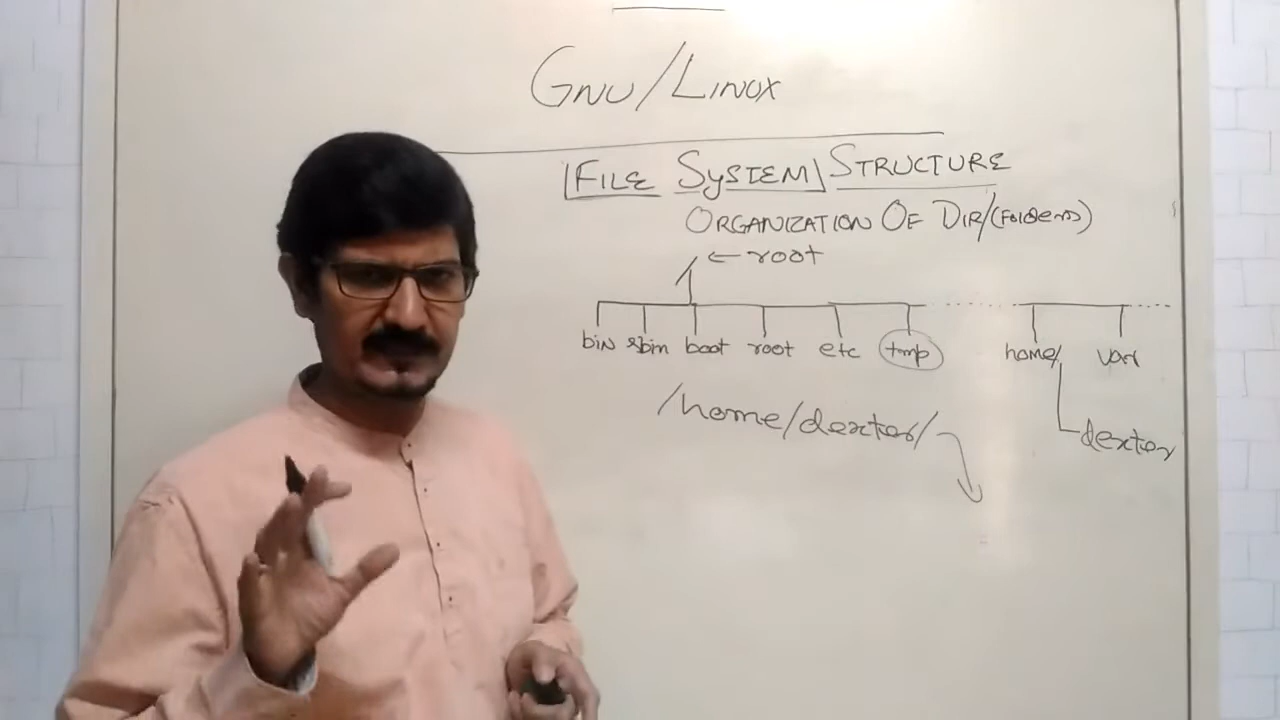 GNU/LINUX
FILE SYSTEM STRUCTURE
ORGANIZATION OF DIR/(Folders)
/ ← root
bin sbin boot root etc tmp home/ var
/home/dexter/
dexter